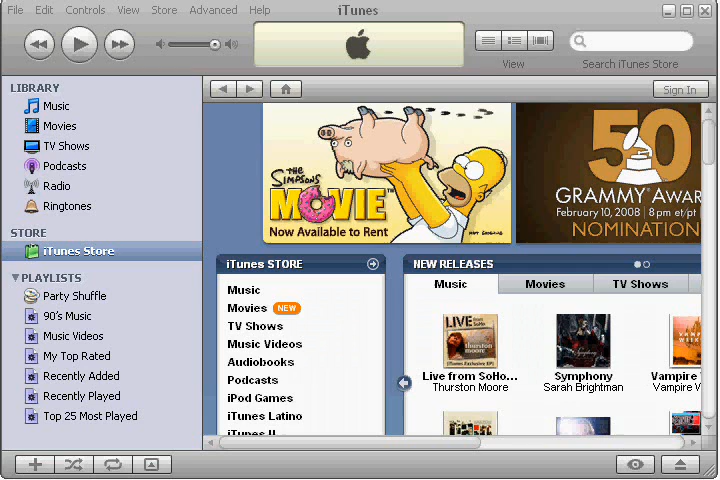 File Edit Controls View Store Advanced Help
iTunes
View
Search iTunes Store
LIBRARY
Music
Movies
TV Shows
Podcasts
Radio
Ringtones
STORE
iTunes Store
PLAYLISTS
Party Shuffle
90's Music
Music Videos
My Top Rated
Recently Added
Recently Played
Top 25 Most Played
Sign In
THE SIMPSONS
MOVIE™
Now Available to Rent
50
GRAMMY® AWAR
February 10, 2008 | 8 pm et/pt
NOMINATION
iTunes STORE
Music
Movies NEW
TV Shows
Music Videos
Audiobooks
Podcasts
iPod Games
iTunes Latino
NEW RELEASES
Music Movies TV Shows
LIVE
thurston
moore
Live from SoHo...
Thurston Moore
Symphony
Sarah Brightman
Vampire
Vampire